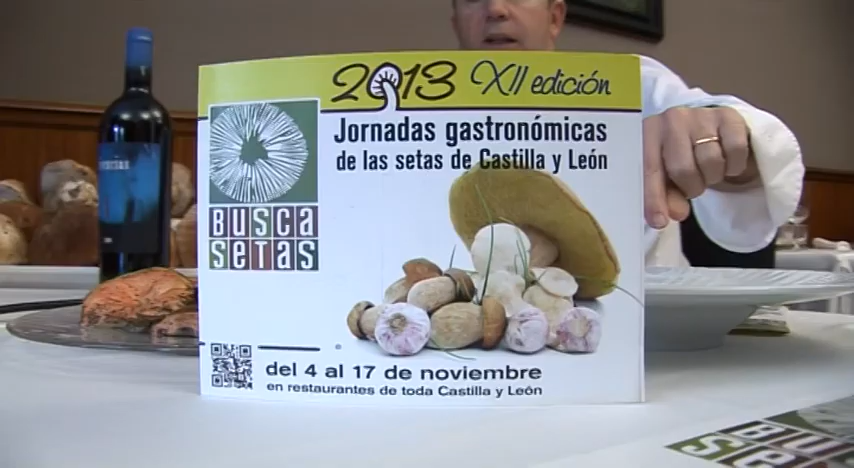 2013 XII edición
Jornadas gastronómicas
de las setas de Castilla y León
BUSCA
SETAS
del 4 al 17 de noviembre
en restaurantes de toda Castilla y León